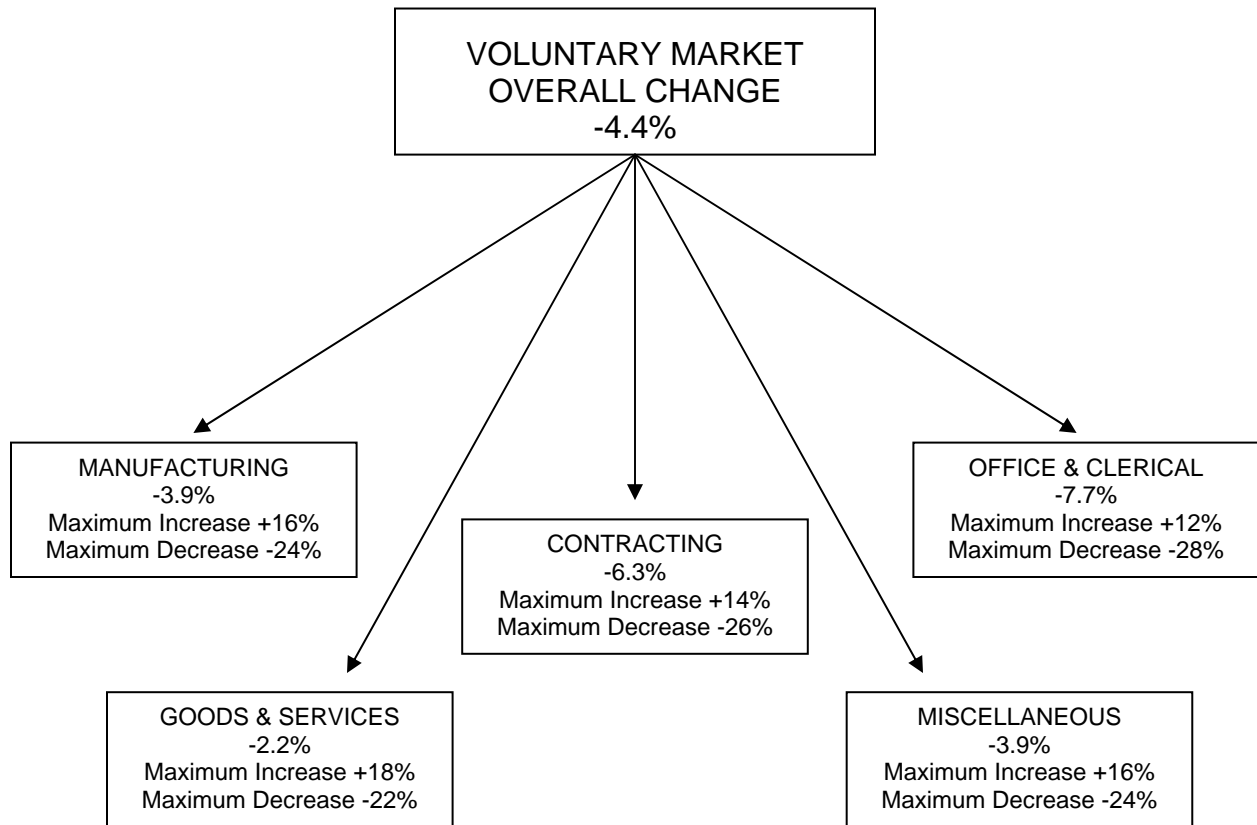 VOLUNTARY MARKET
OVERALL CHANGE
-4.4%
MANUFACTURING
-3.9%
Maximum Increase +16%
Maximum Decrease -24%
OFFICE & CLERICAL
-7.7%
Maximum Increase +12%
Maximum Decrease -28%
CONTRACTING
-6.3%
Maximum Increase +14%
Maximum Decrease -26%
GOODS & SERVICES
-2.2%
Maximum Increase +18%
Maximum Decrease -22%
MISCELLANEOUS
-3.9%
Maximum Increase +16%
Maximum Decrease -24%